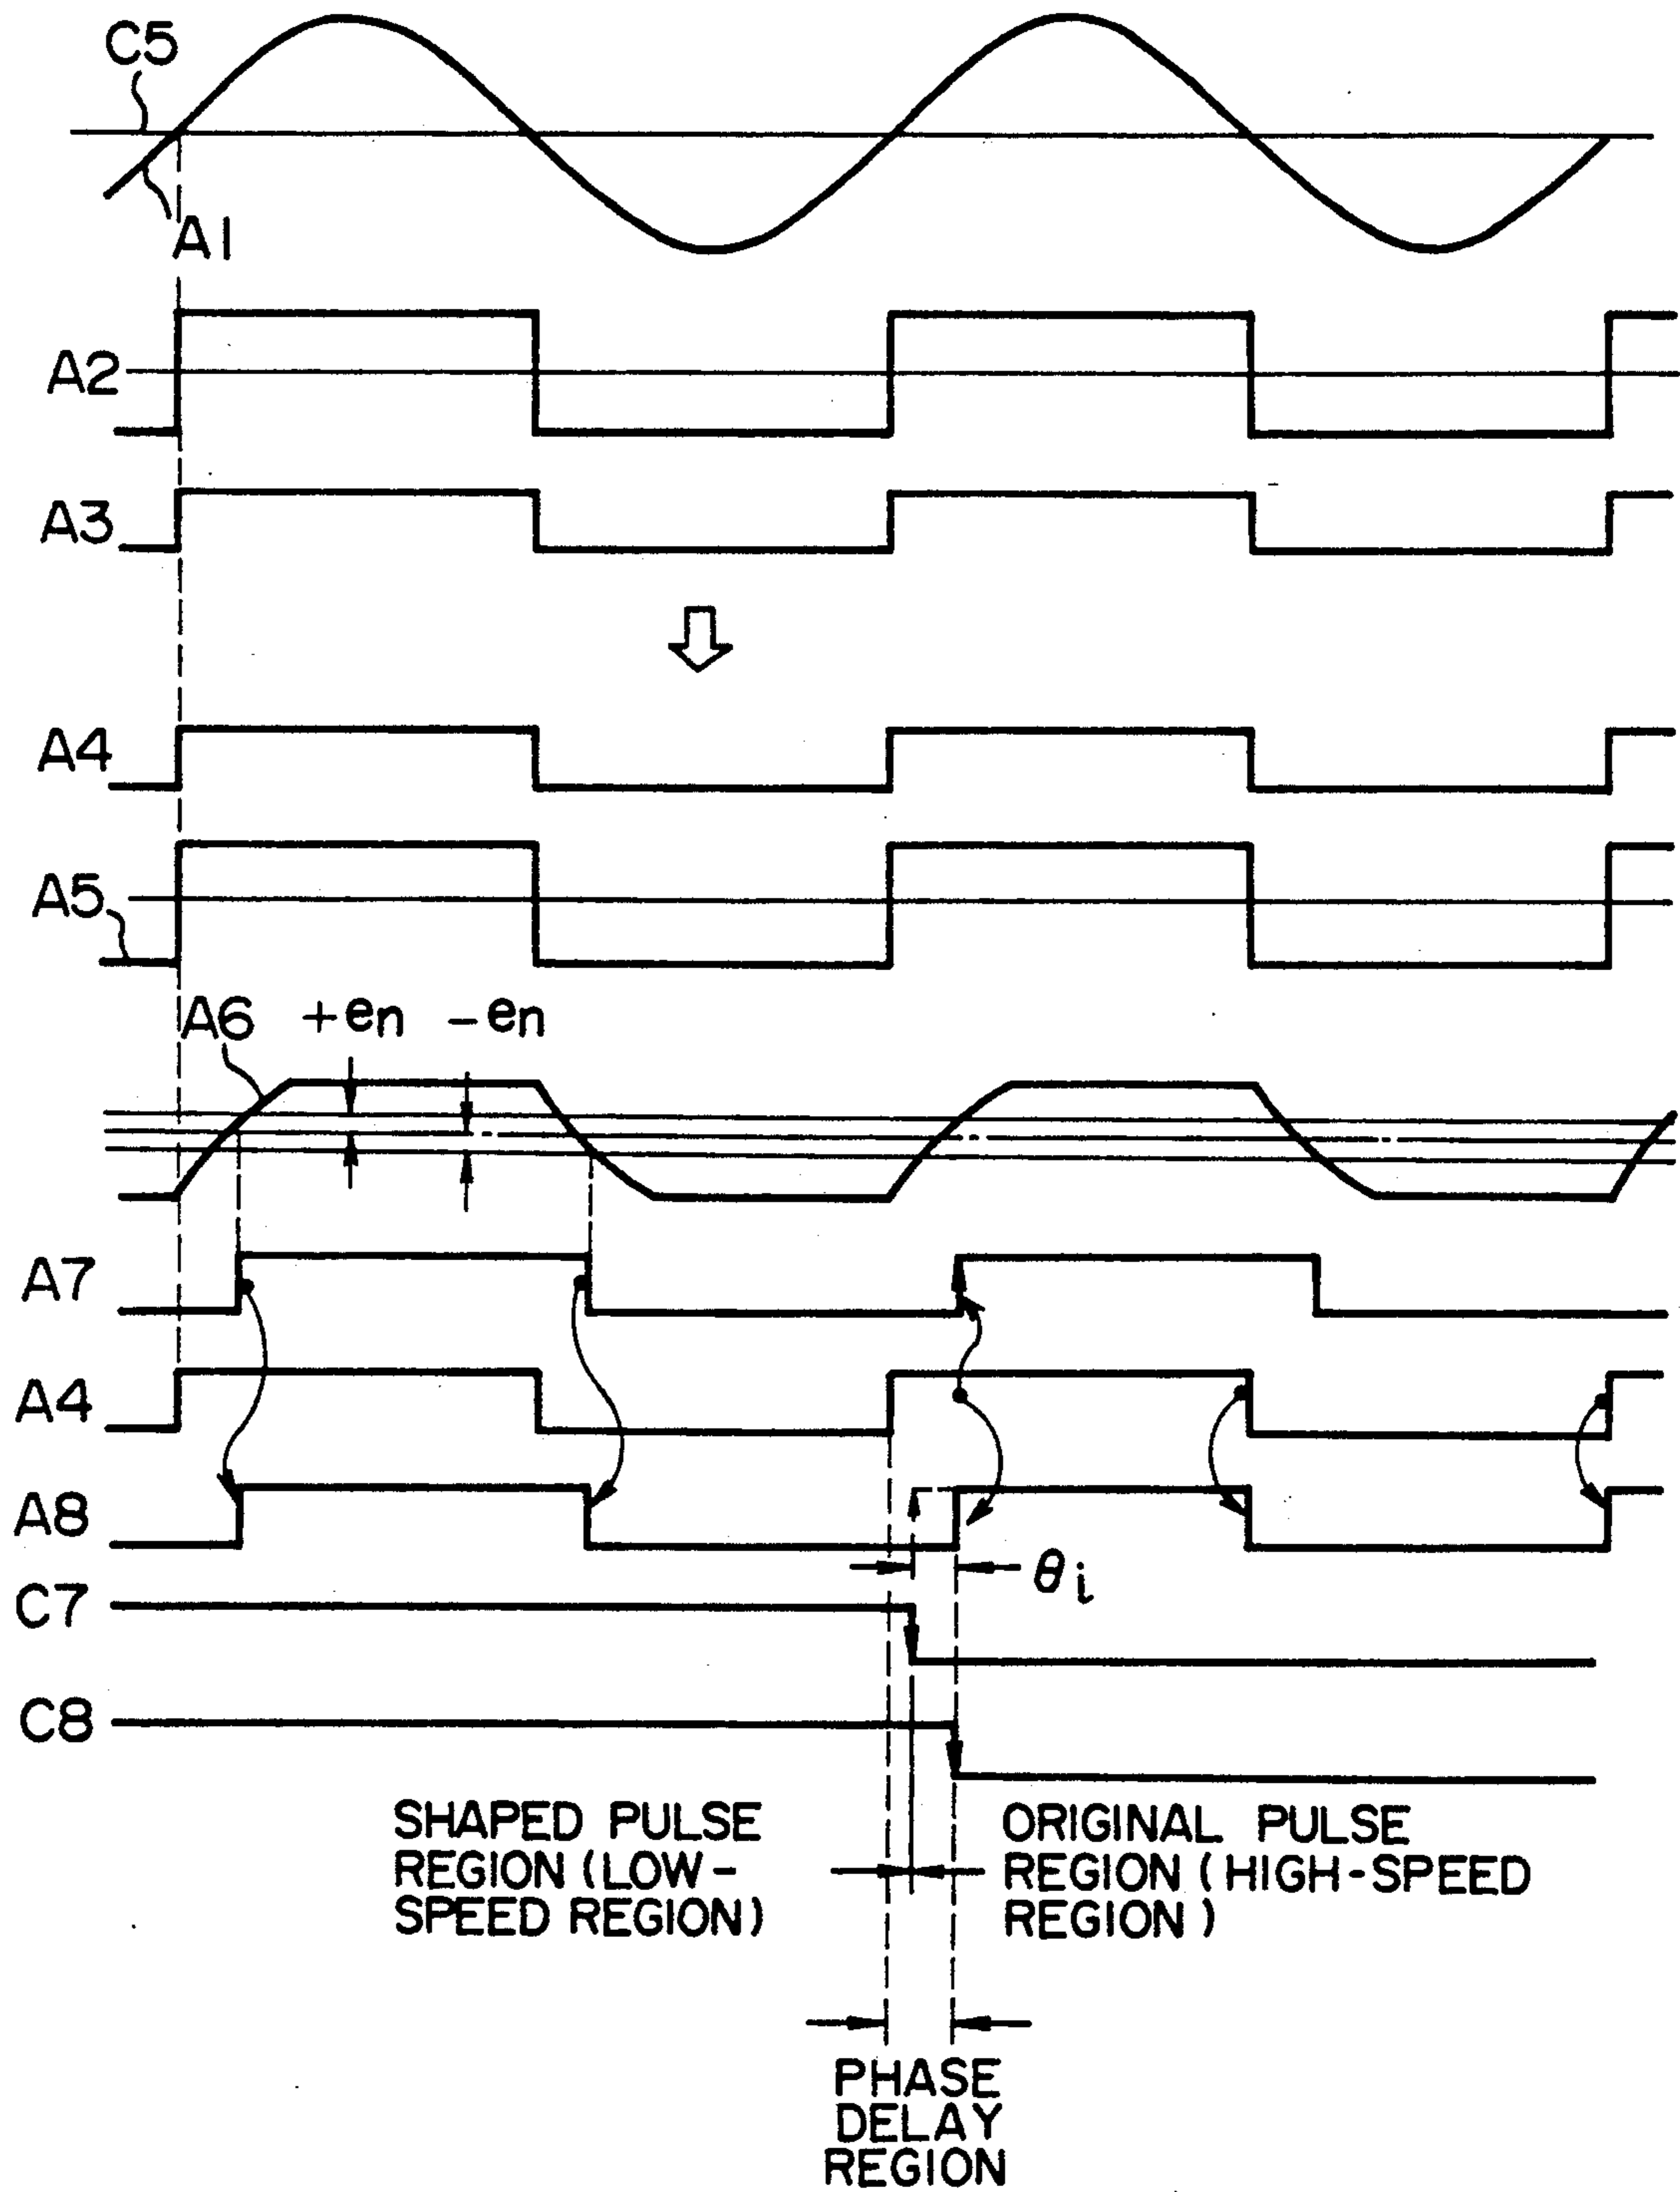 C5
A1
A2
A3
A4
A5
A6 +en -en
A7
A4
A8
θi
C7
C8
SHAPED PULSE
REGION (LOW-
SPEED REGION)
ORIGINAL PULSE
REGION (HIGH-SPEED
REGION)
PHASE
DELAY
REGION